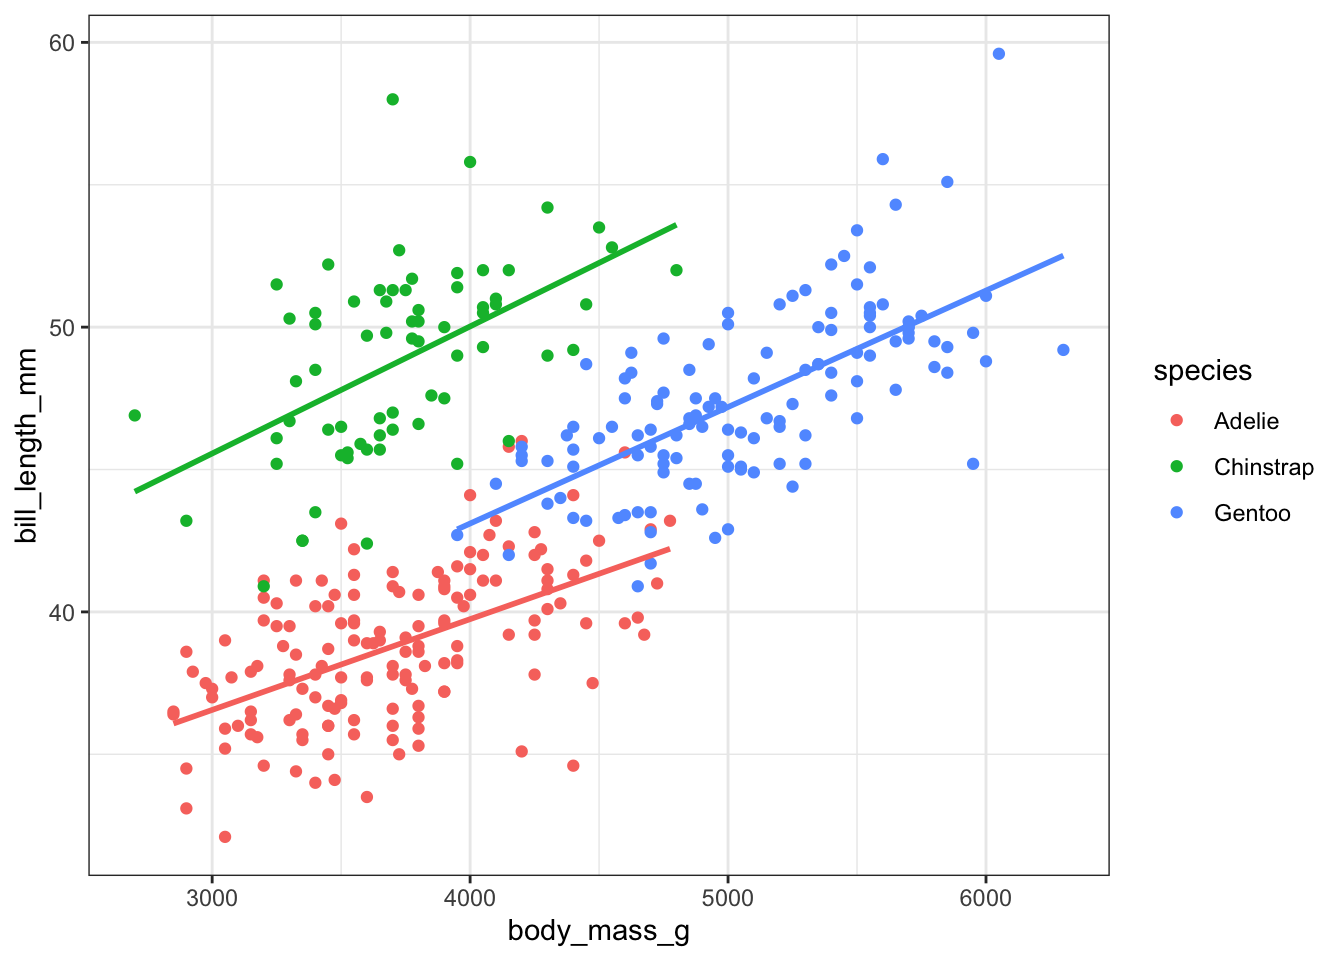 60
50
40
bill_length_mm
3000
4000
5000
6000
body_mass_g
species
Adelie
Chinstrap
Gentoo